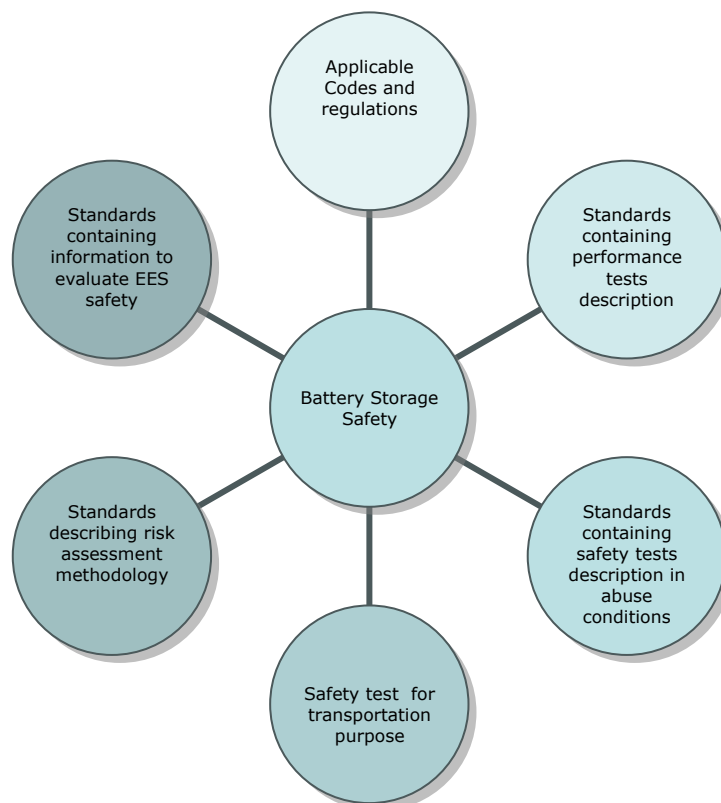 Applicable
Codes and
regulations
Standards
containing
performance
tests
description
Standards
containing
safety tests
description in
abuse
conditions
Safety test  for
transportation
purpose
Standards
describing risk
assessment
methodology
Standards
containing
information to
evaluate EES
safety
Battery Storage
Safety